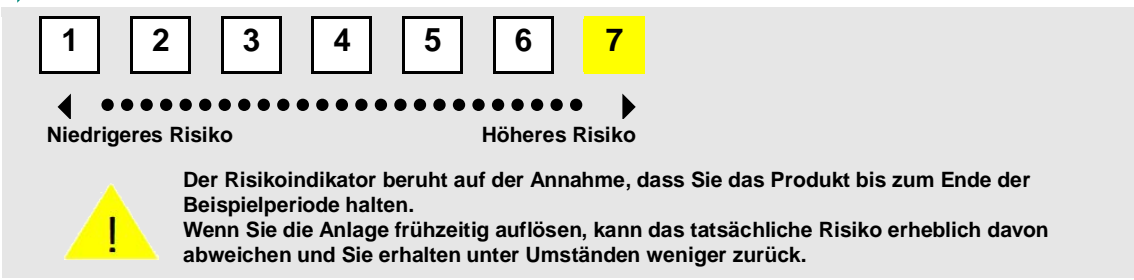 1 2 3 4 5 6 7
Niedrigeres Risiko Höheres Risiko
Der Risikoindikator beruht auf der Annahme, dass Sie das Produkt bis zum Ende der
Beispielperiode halten.
Wenn Sie die Anlage frühzeitig auflösen, kann das tatsächliche Risiko erheblich davon
abweichen und Sie erhalten unter Umständen weniger zurück.
!